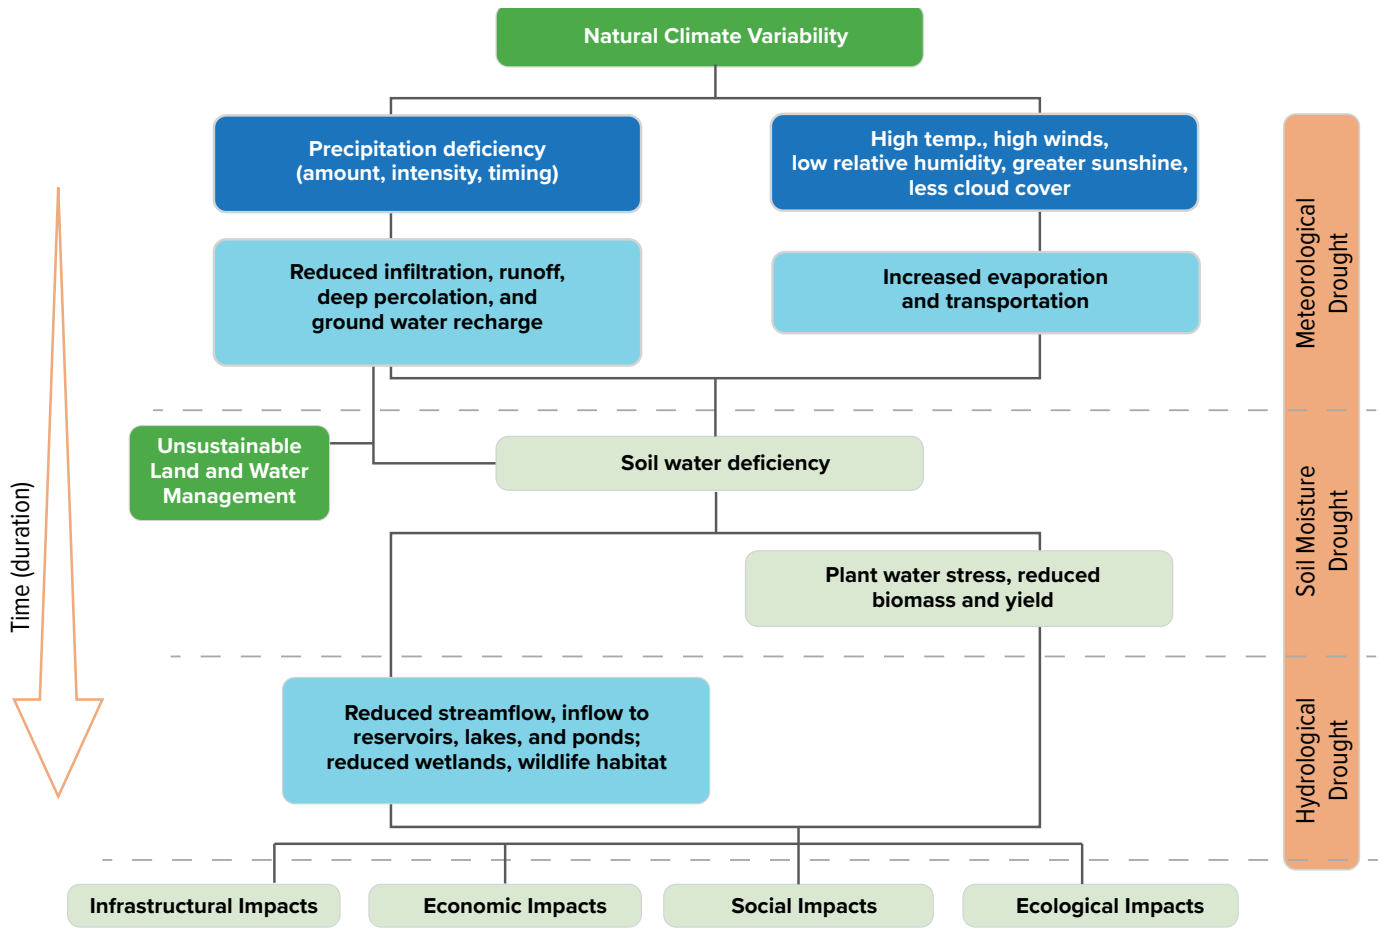 Natural Climate Variability
Precipitation deficiency
(amount, intensity, timing)
High temp., high winds,
low relative humidity, greater sunshine,
less cloud cover
Reduced infiltration, runoff,
deep percolation, and
ground water recharge
Increased evaporation
and transportation
Meteorological
Drought
Unsustainable
Land and Water
Management
Soil water deficiency
Time (duration)
Plant water stress, reduced
biomass and yield
Soil Moisture
Drought
Reduced streamflow, inflow to
reservoirs, lakes, and ponds;
reduced wetlands, wildlife habitat
Hydrological
Drought
Infrastructural Impacts
Economic Impacts
Social Impacts
Ecological Impacts